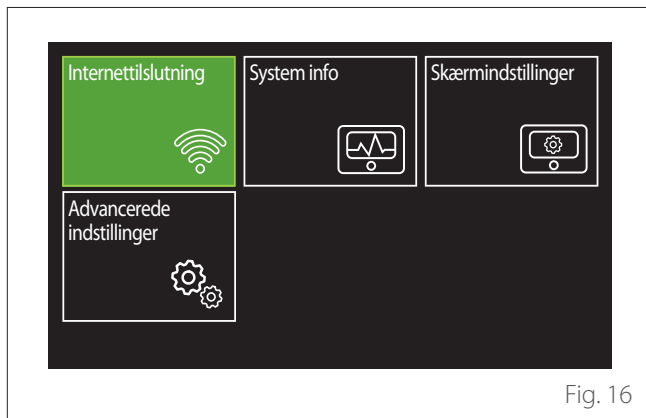 Internettilslutning
System info
Skærmindstillinger
Advancerede
indstillinger
Fig. 16